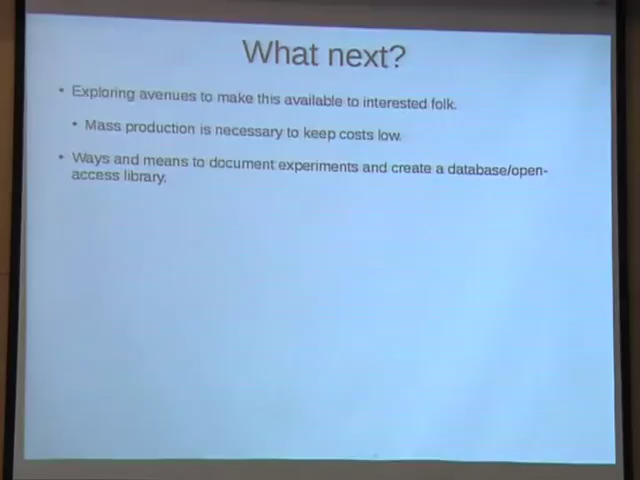 What next?
• Exploring avenues to make this available to interested folk.
• Mass production is necessary to keep costs low.
• Ways and means to document experiments and create a database/open-
access library.